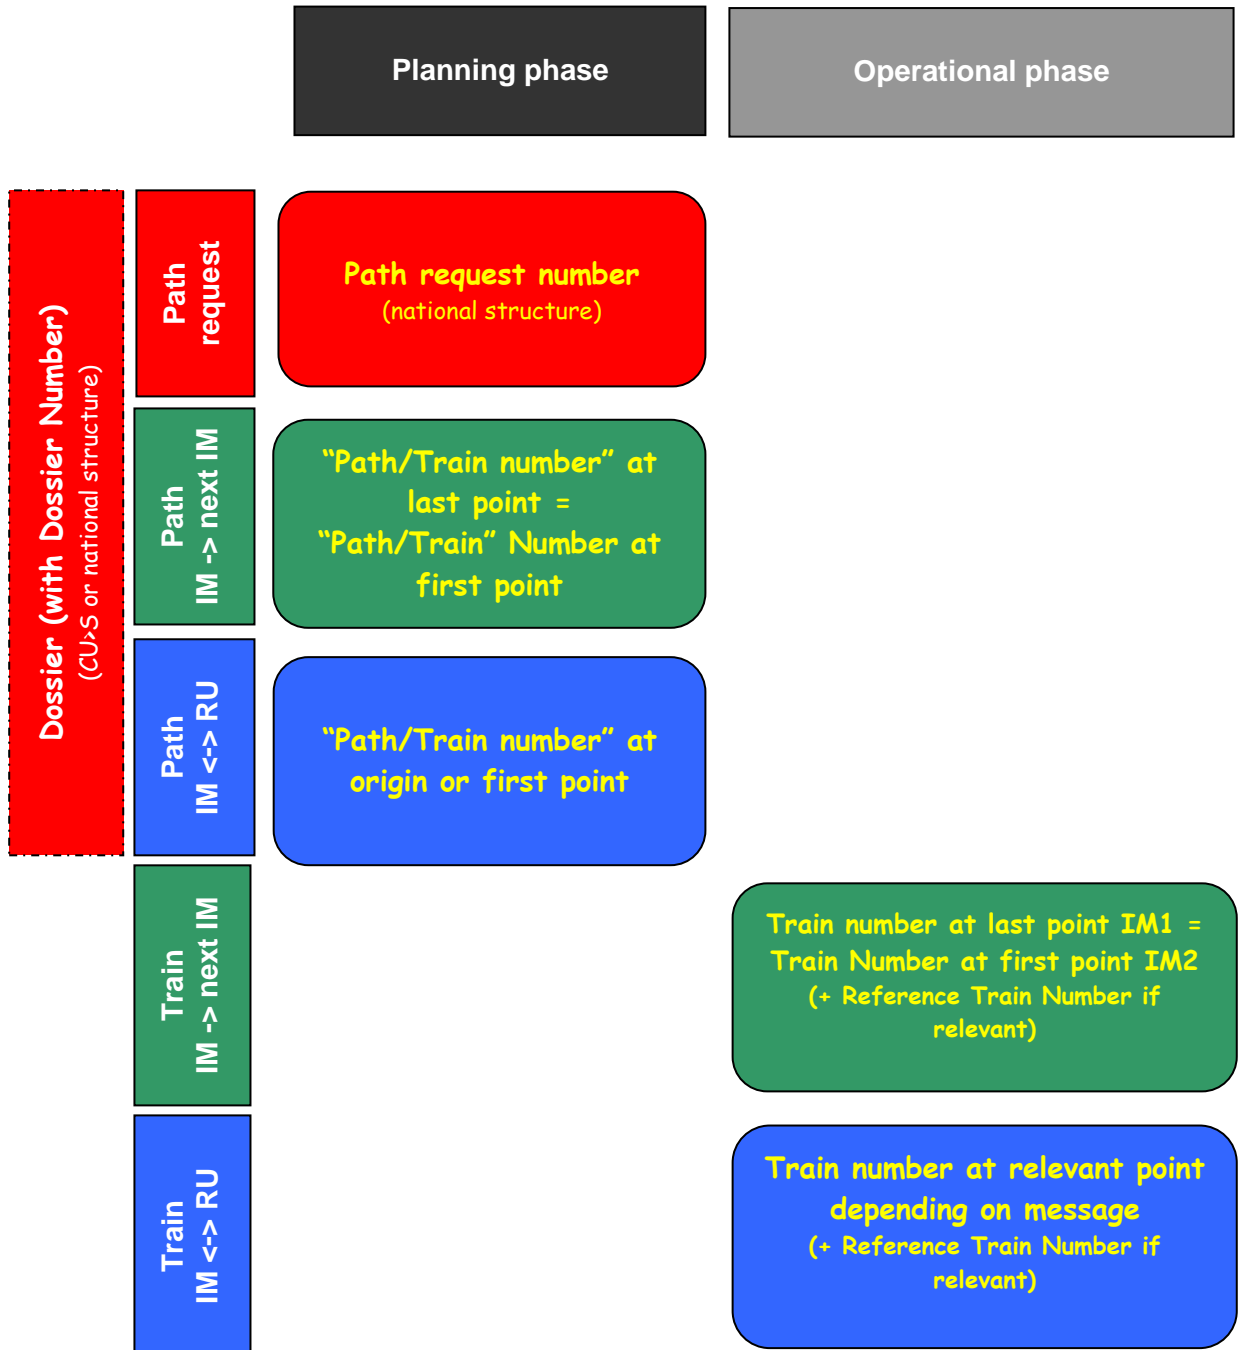 Planning phase
Operational phase
Dossier (with Dossier Number)
(CU>S or national structure)
Path
request
Path request number
(national structure)
Path
IM -> next IM
“Path/Train number” at
last point =
“Path/Train” Number at
first point
Path
IM <-> RU
“Path/Train number” at
origin or first point
Train
IM -> next IM
Train number at last point IM1 =
Train Number at first point IM2
(+ Reference Train Number if
relevant)
Train
IM <-> RU
Train number at relevant point
depending on message
(+ Reference Train Number if
relevant)